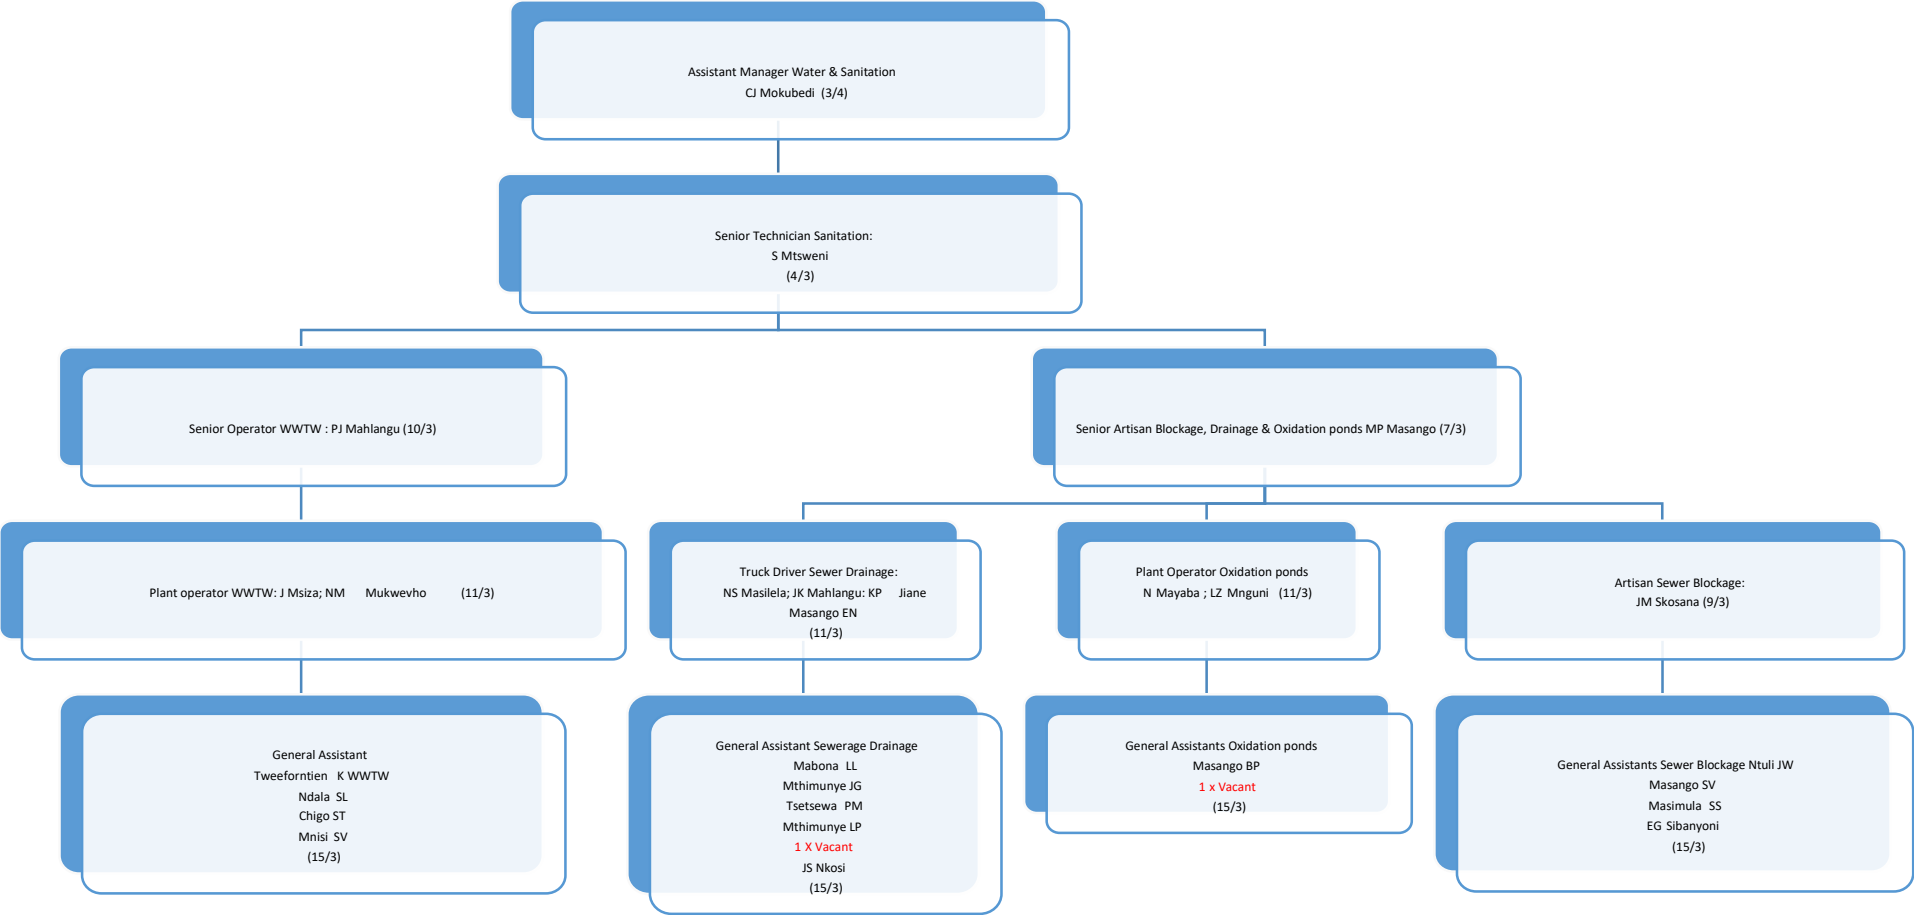 Assistant Manager Water & Sanitation
CJ Mokubedi (3/4)
Senior Technician Sanitation:
S Mtsweni
(4/3)
Senior Operator WWTW : PJ Mahlangu (10/3)
Senior Artisan Blockage, Drainage & Oxidation ponds MP Masango (7/3)
Plant operator WWTW: J Msiza; NM Mukwevho (11/3)
Truck Driver Sewer Drainage:
NS Masilela; JK Mahlangu: KP Jiane
Masango EN
(11/3)
Plant Operator Oxidation ponds
N Mayaba ; LZ Mnguni (11/3)
Artisan Sewer Blockage:
JM Skosana (9/3)
General Assistant
Tweeforntien K WWTW
Ndala SL
Chigo ST
Mnisi SV
(15/3)
General Assistant Sewerage Drainage
Mabona LL
Mthimunye JG
Tsetsewa PM
Mthimunye LP
1 X Vacant
JS Nkosi
(15/3)
General Assistants Oxidation ponds
Masango BP
1 x Vacant
(15/3)
General Assistants Sewer Blockage Ntuli JW
Masango SV
Masimula SS
EG Sibanyoni
(15/3)